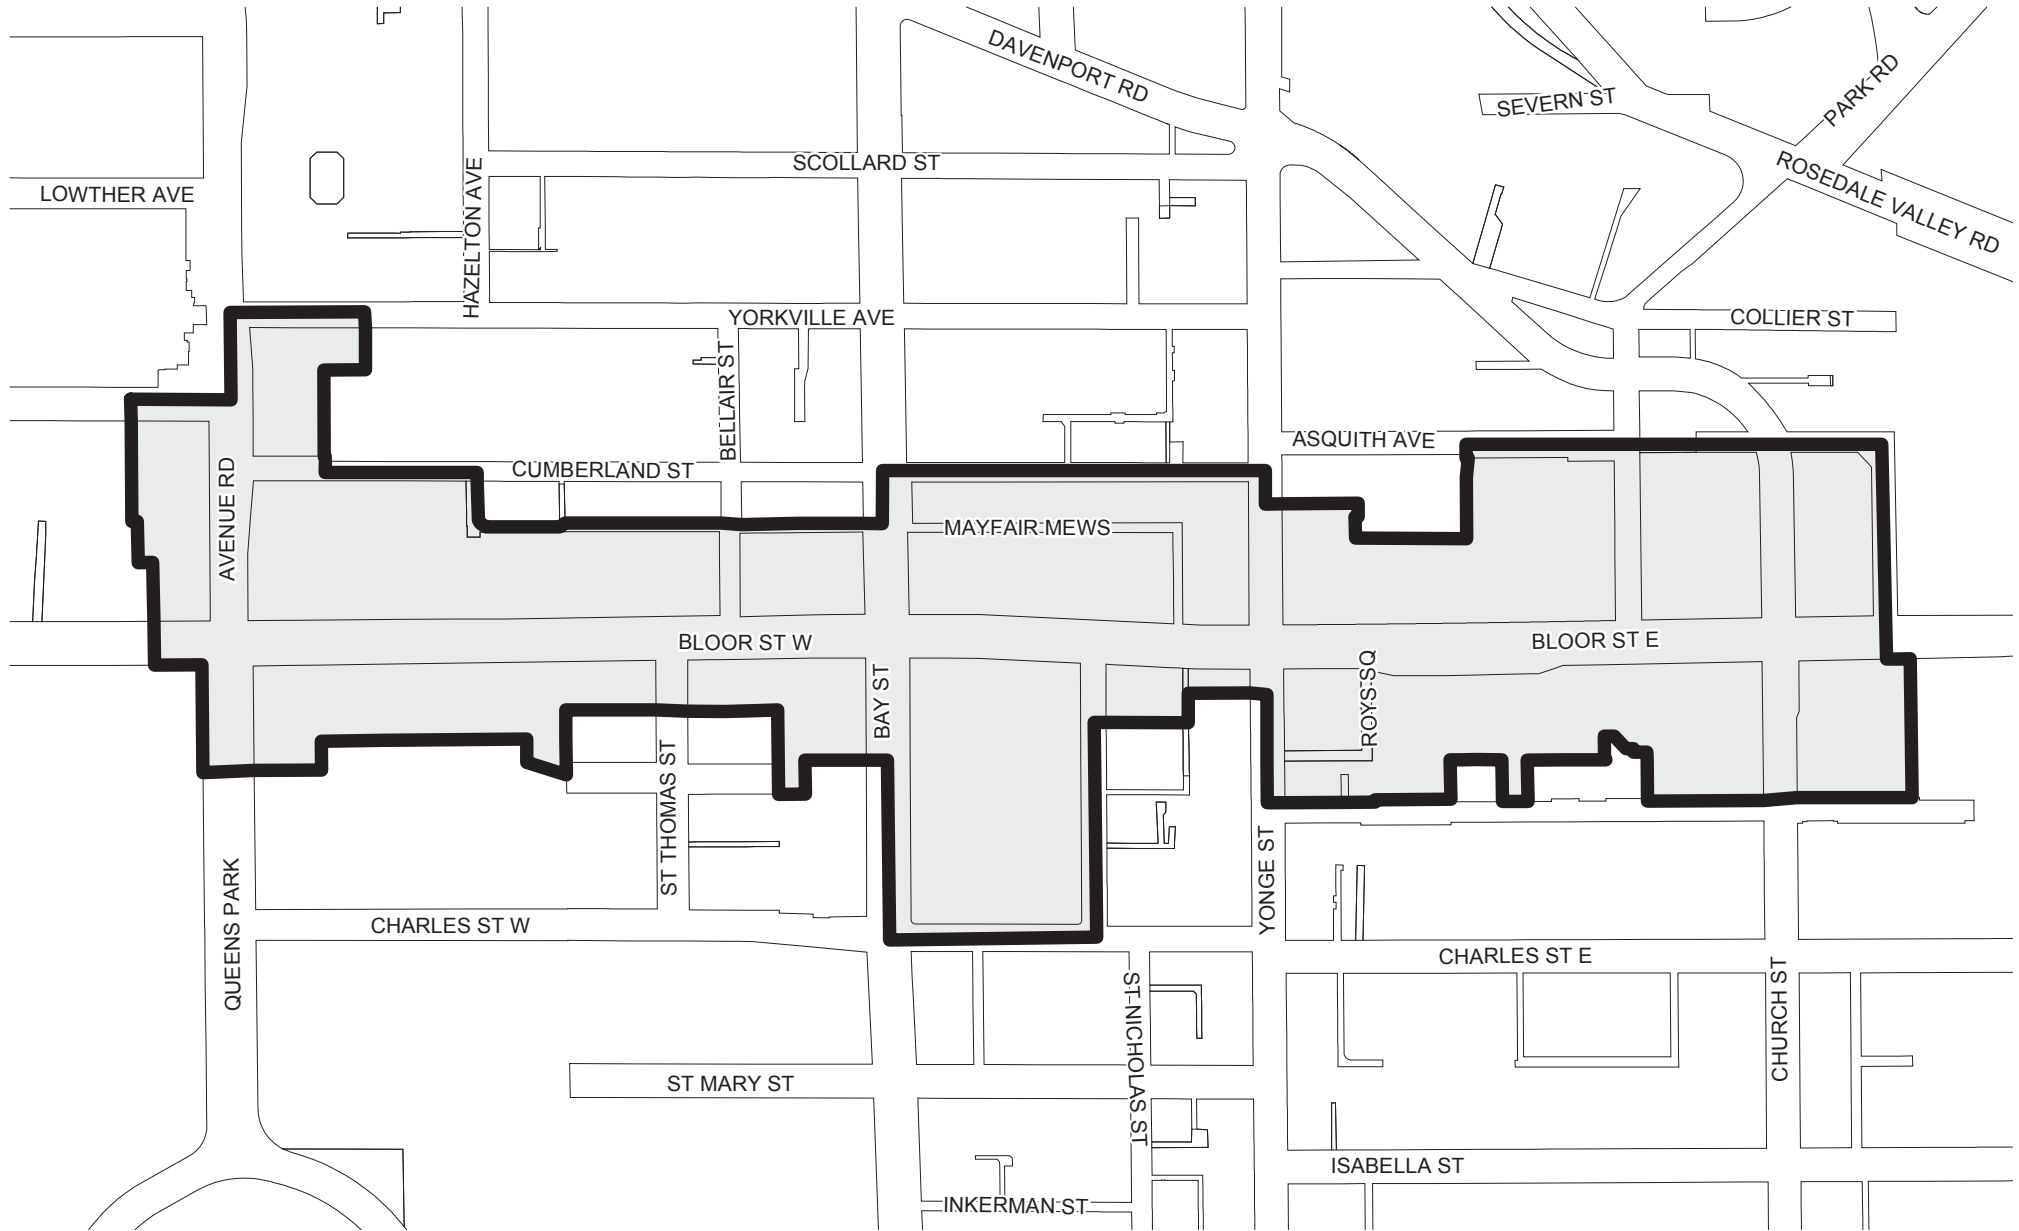 DAVENPORT RD
SEVERN ST
PARK RD
SCOLLARD ST
ROSEDALE VALLEY RD
LOWTHER AVE
HAZELTON AVE
YORKVILLE AVE
COLLIER ST
BELLAIR ST
ASQUITH AVE
CUMBERLAND ST
AVENUE RD
MAYFAIR MEWS
BLOOR ST W
BLOOR ST E
BAY ST
ROYS SQ
ST THOMAS ST
YONGE ST
QUEENS PARK
CHARLES ST W
CHARLES ST E
ST NICHOLAS ST
CHURCH ST
ST MARY ST
ISABELLA ST
INKERMAN ST